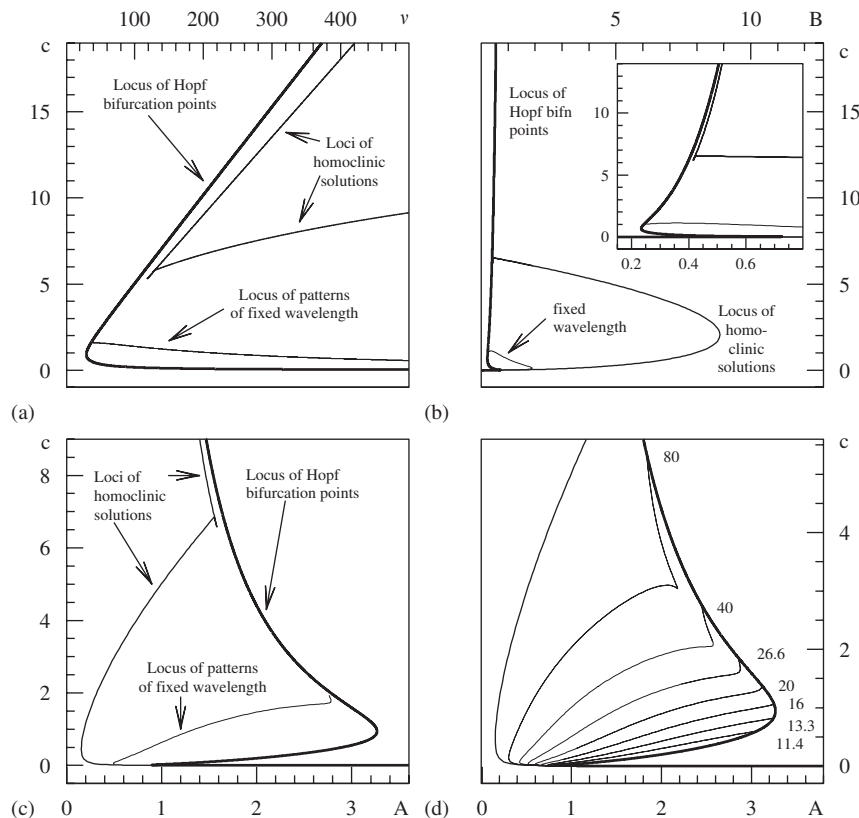 100 200 300 400 ν
5 10 B
c
15
10
5
0
Locus of Hopf
bifurcation points
Loci of
homoclinic
solutions
Locus of patterns
of fixed wavelength
(a)
Locus of
Hopf bifn
points
10
5
0
0.2 0.4 0.6
fixed
wavelength
Locus of
homo-
clinic
solutions
c
15
10
5
0
(b)
c
8
6
4
2
0
Loci of
homoclinic
solutions
Locus of Hopf
bifurcation points
Locus of patterns
of fixed wavelength
(c)
0 1 2 3 A
80
40
26.6
20
16
13.3
11.4
c
4
2
0
(d)
0 1 2 3 A